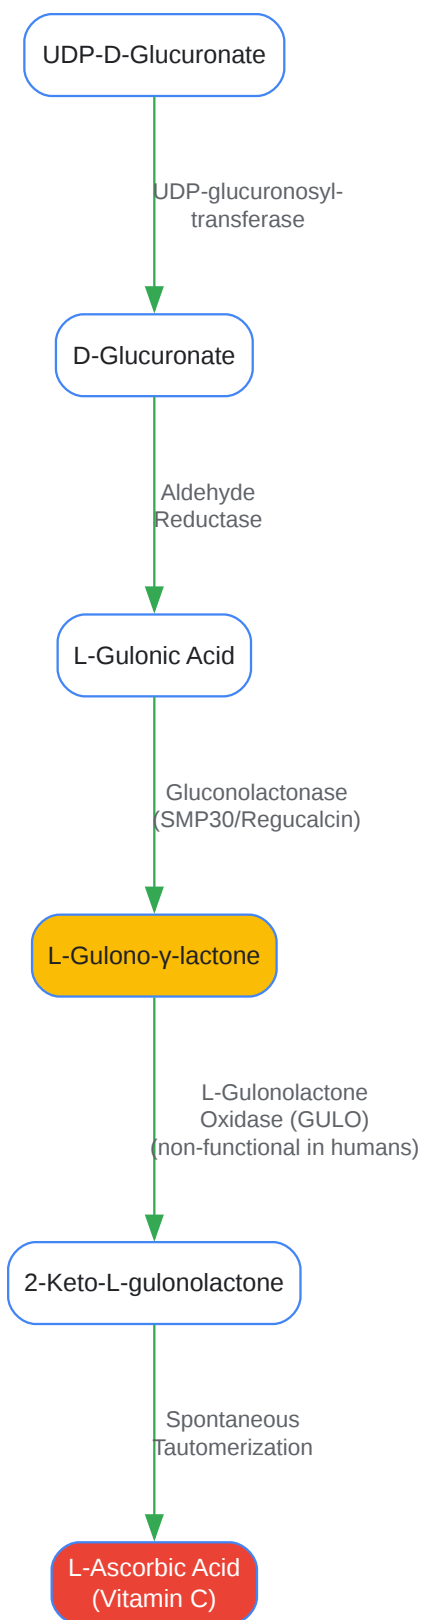 UDP-D-Glucuronate
UDP-glucuronosyl-
transferase
D-Glucuronate
Aldehyde
Reductase
L-Gulonic Acid
Gluconolactonase
(SMP30/Regucalcin)
L-Gulono-γ-lactone
L-Gulonolactone
Oxidase (GULO)
(non-functional in humans)
2-Keto-L-gulonolactone
Spontaneous
Tautomerization
L-Ascorbic Acid
(Vitamin C)